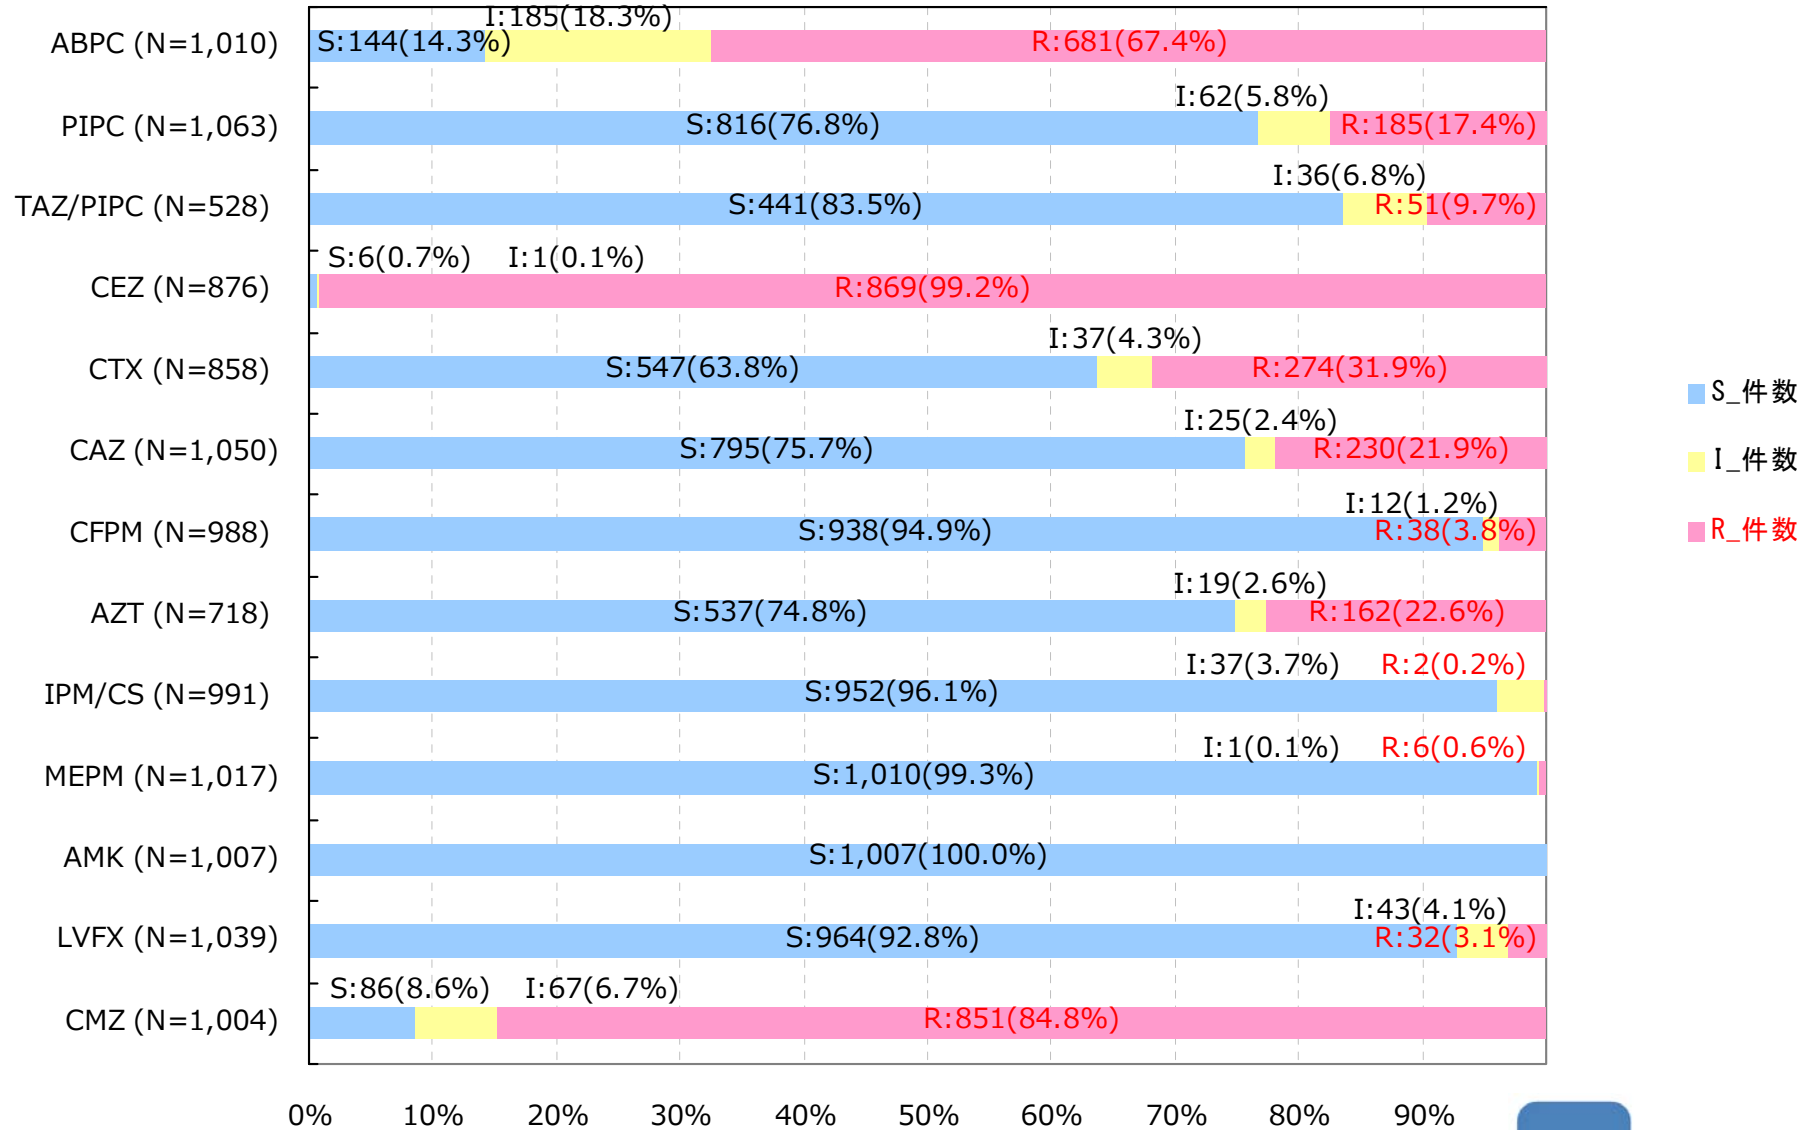 I:185(18.3%)
ABPC (N=1,010) S:144(14.3%) R:681(67.4%)
I:62(5.8%)
PIPC (N=1,063) S:816(76.8%) R:185(17.4%)
I:36(6.8%)
TAZ/PIPC (N=528) S:441(83.5%) R:51(9.7%)
S:6(0.7%) I:1(0.1%)
CEZ (N=876) R:869(99.2%)
I:37(4.3%)
CTX (N=858) S:547(63.8%) R:274(31.9%)
I:25(2.4%)
CAZ (N=1,050) S:795(75.7%) R:230(21.9%)
I:12(1.2%)
CFPM (N=988) S:938(94.9%) R:38(3.8%)
I:19(2.6%)
AZT (N=718) S:537(74.8%) R:162(22.6%)
I:37(3.7%) R:2(0.2%)
IPM/CS (N=991) S:952(96.1%)
I:1(0.1%) R:6(0.6%)
MEPM (N=1,017) S:1,010(99.3%)
AMK (N=1,007) S:1,007(100.0%)
I:43(4.1%)
LVFX (N=1,039) S:964(92.8%) R:32(3.1%)
S:86(8.6%) I:67(6.7%)
CMZ (N=1,004) R:851(84.8%)
0% 10% 20% 30% 40% 50% 60% 70% 80% 90%
S_件数
I_件数
R_件数